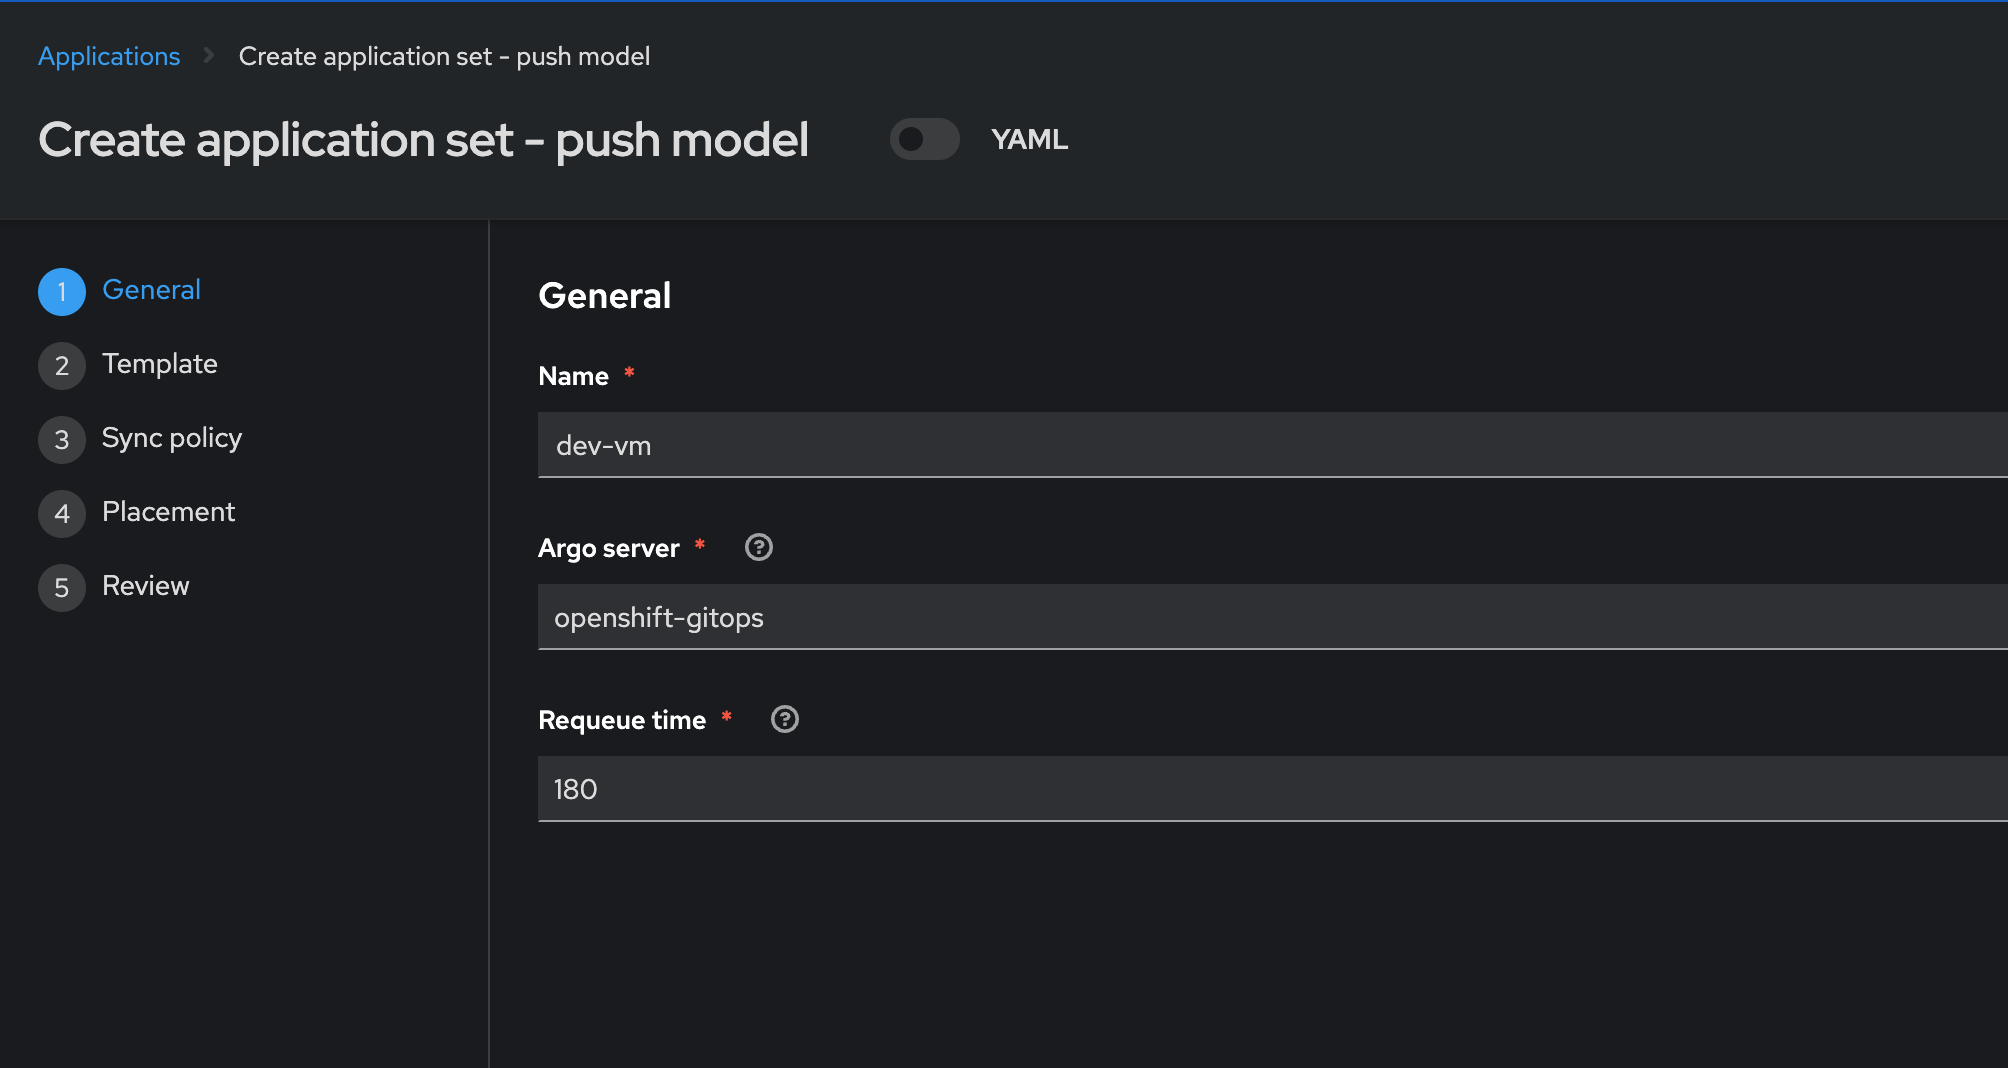 Applications > Create application set - push model
Create application set - push model YAML
1 General
2 Template
3 Sync policy
4 Placement
5 Review
General
Name *
dev-vm
Argo server *
openshift-gitops
Requeue time *
180